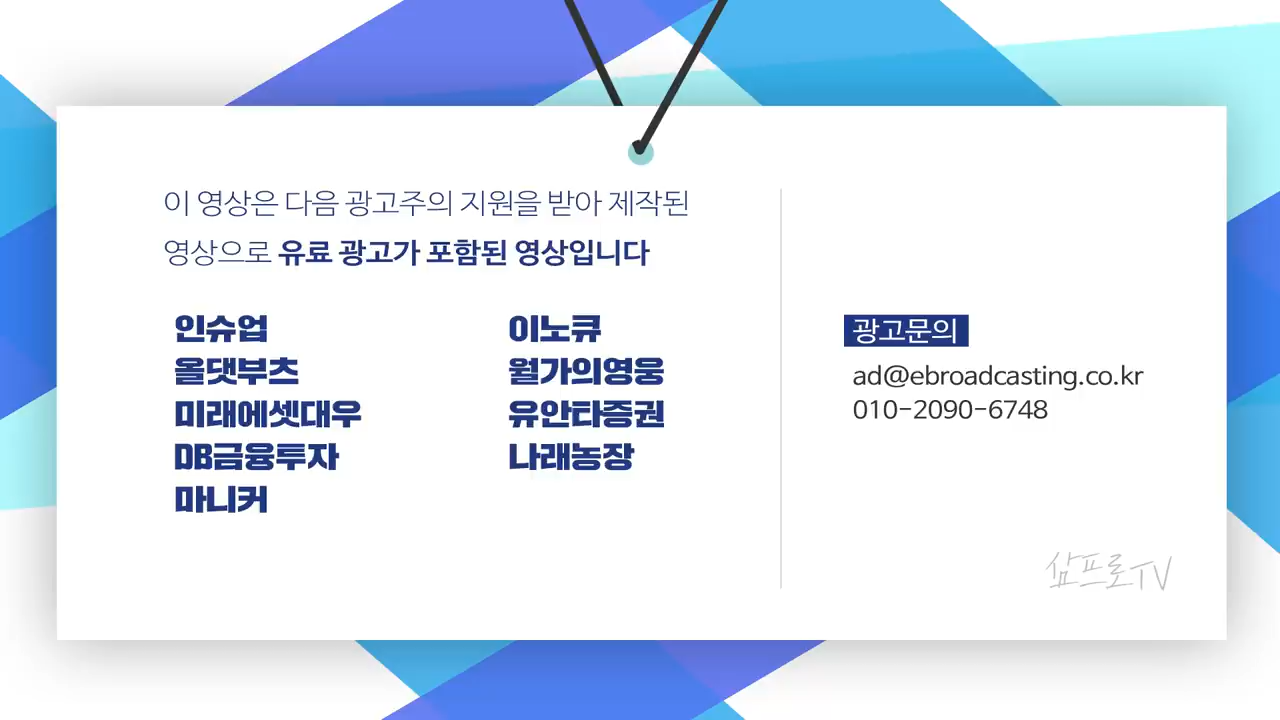 이 영상은 다음 광고주의 지원을 받아 제작된
영상으로 유료 광고가 포함된 영상입니다
인슈업
올댓부츠
미래에셋대우
DB금융투자
마니커
이노큐
월가의영웅
유안타증권
나래농장
광고문의
ad@ebroadcasting.co.kr
010-2090-6748
삼프로TV